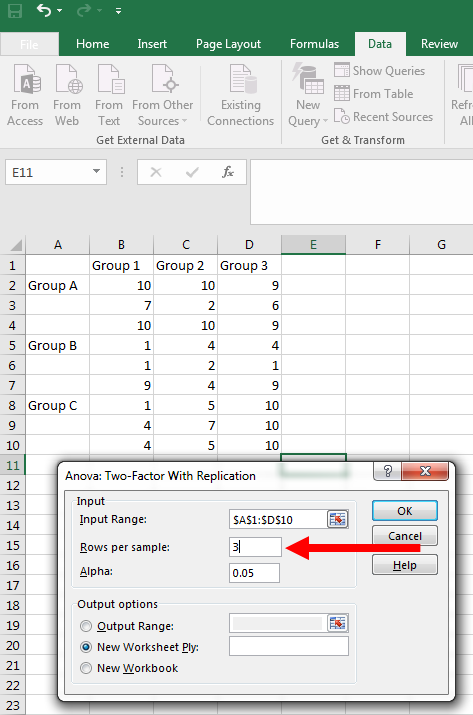 File Home Insert Page Layout Formulas Data Review
From Access From Web From Text From Other Sources Existing Connections New Query Show Queries
From Table
Recent Sources
Get External Data Get & Transform
E11 fx
A B C D E F G
1 Group 1 Group 2 Group 3
2 Group A 10 10 9
3 7 2 6
4 10 10 9
5 Group B 1 4 4
6 1 2 1
7 9 4 9
8 Group C 1 5 10
9 4 7 10
10 4 5 10
11
12 Anova: Two-Factor With Replication ? X
13 Input
14 Input Range: $A$1:$D$10 OK
15 Rows per sample: 3 Cancel
16 Alpha: 0.05 Help
17
18 Output options
19 Output Range:
20 New Worksheet Ply:
21 New Workbook
22
23